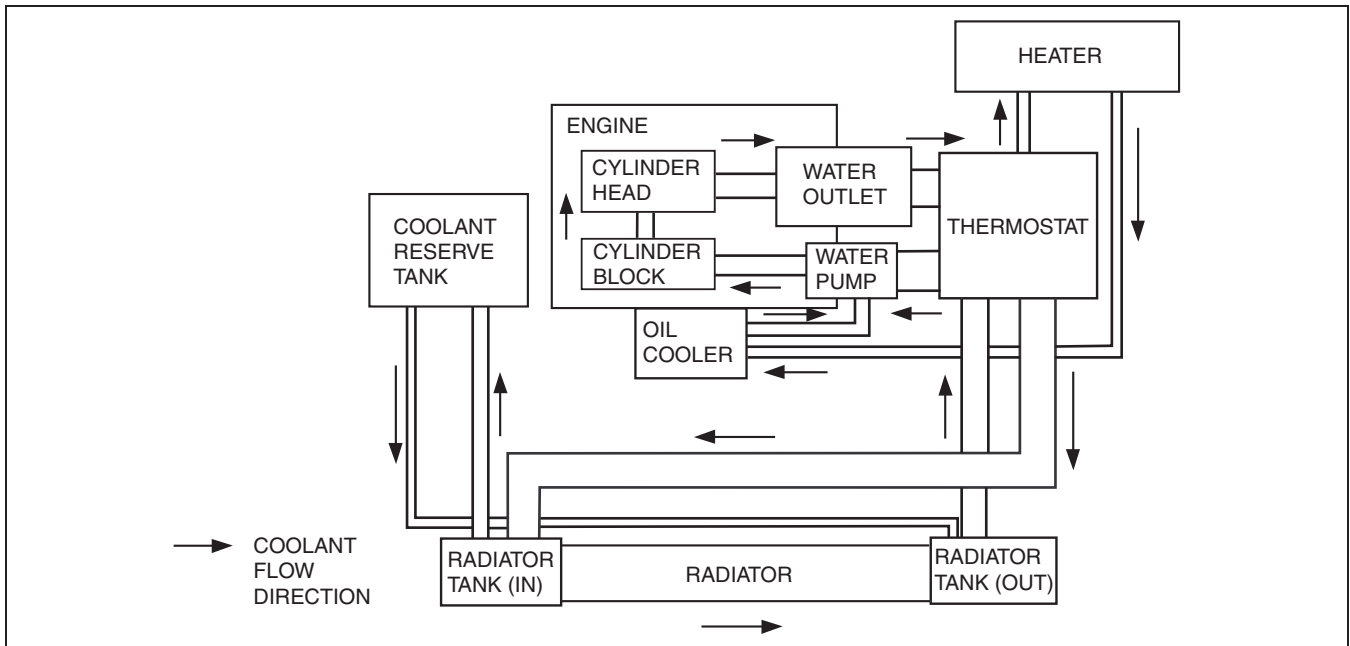 HEATER
ENGINE
CYLINDER
HEAD
WATER
OUTLET
THERMOSTAT
COOLANT
RESERVE
TANK
CYLINDER
BLOCK
WATER
PUMP
OIL
COOLER
COOLANT
FLOW
DIRECTION
RADIATOR
TANK (IN)
RADIATOR
RADIATOR
TANK (OUT)